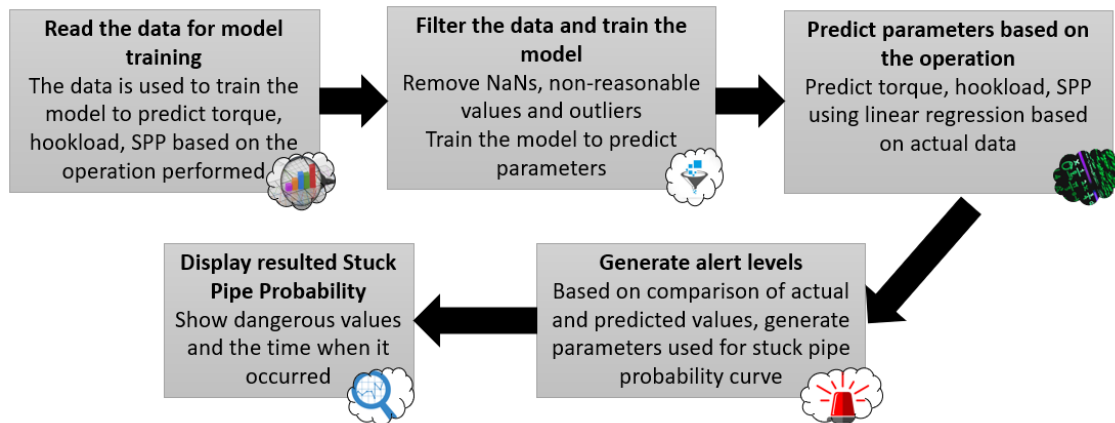 Read the data for model
training
The data is used to train the
model to predict torque,
hookload, SPP based on the
operation performed
Filter the data and train the
model
Remove NaNs, non-reasonable
values and outliers
Train the model to predict
parameters
Predict parameters based on
the operation
Predict torque, hookload, SPP
using linear regression based
on actual data
Generate alert levels
Based on comparison of actual
and predicted values, generate
parameters used for stuck pipe
probability curve
Display resulted Stuck
Pipe Probability
Show dangerous values
and the time when it
occurred